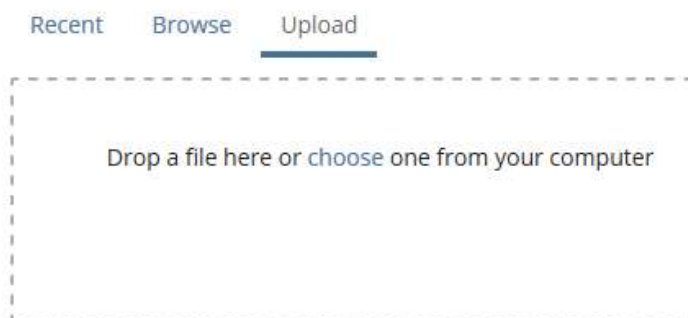 Recent Browse Upload
Drop a file here or choose one from your computer